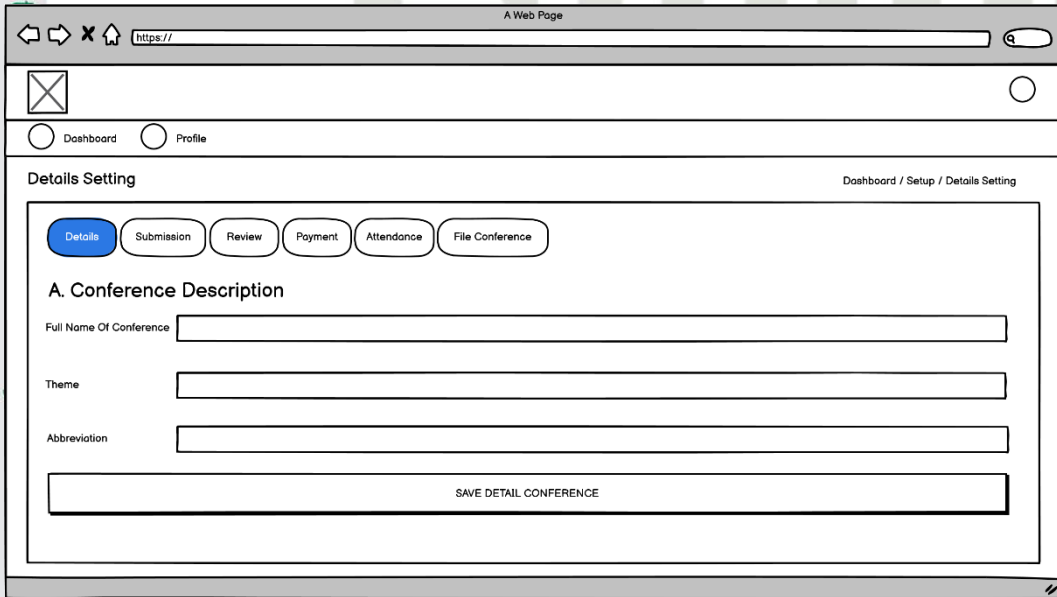 A Web Page
https://
Dashboard Profile
Details Setting
Dashboard / Setup / Details Setting
Details Submission Review Payment Attendance File Conference
A. Conference Description
Full Name Of Conference
Theme
Abbreviation
SAVE DETAIL CONFERENCE